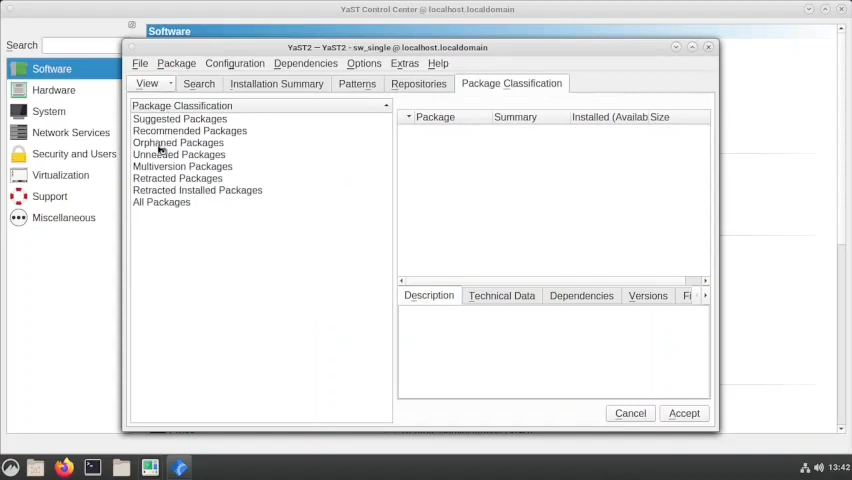 YaST Control Center @ localhost.localdomain
Search
Software
Hardware
System
Network Services
Security and Users
Virtualization
Support
Miscellaneous
Software
YaST2 — YaST2 - sw_single @ localhost.localdomain
File Package Configuration Dependencies Options Extras Help
View Search Installation Summary Patterns Repositories Package Classification
Package Classification
Suggested Packages
Recommended Packages
Orphaned Packages
Unneeded Packages
Multiversion Packages
Retracted Packages
Retracted Installed Packages
All Packages
Package Summary Installed (Availab Size
Description Technical Data Dependencies Versions Fi
Cancel Accept
13:42